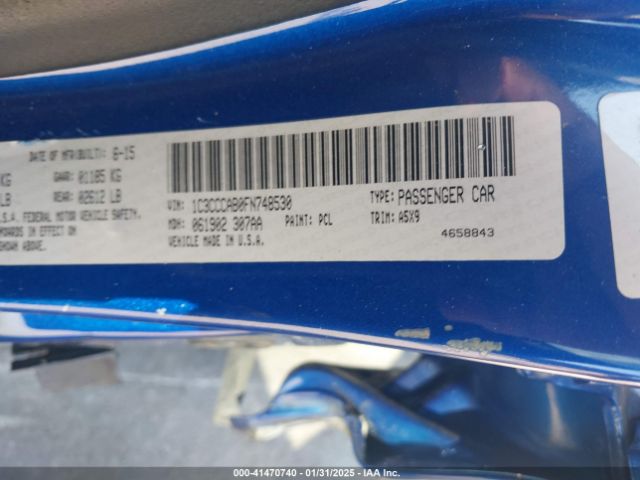 DATE OF MFR(BUILT): 6-15
KG GAWR: 01185 KG
LB REAR: 02612 LB
VIN: 1C3CCCAB0FN748530
TYPE: PASSENGER CAR
.S.A. FEDERAL MOTOR VEHICLE SAFETY.
MDH: 061902 307AA PAINT: PCL TRIM: A5X9
IN EFFECT ON
VEHICLE MADE IN U.S.A.
4658843
SHOWN ABOVE.
000-41470740 - 01/31/2025 - IAA Inc.